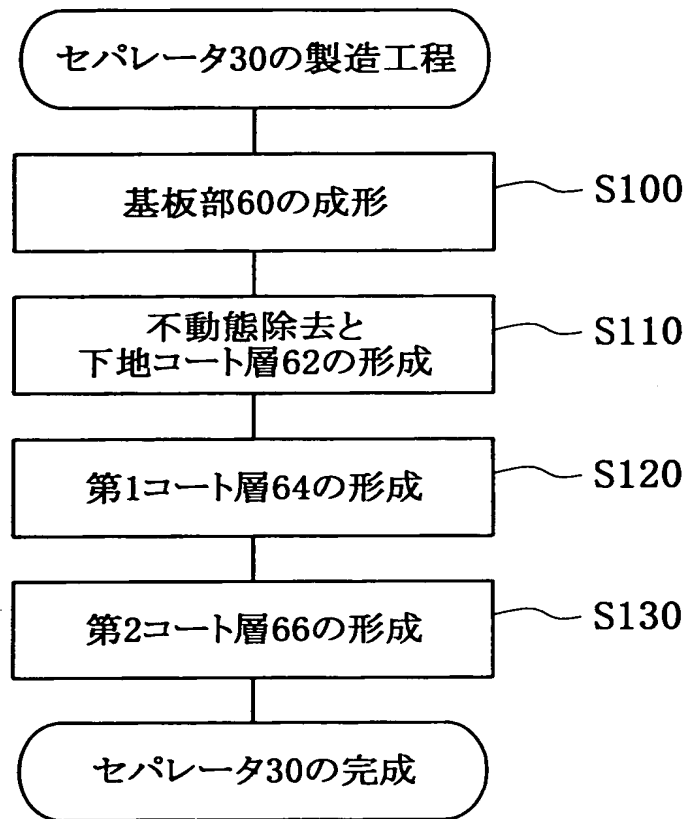 セパレータ30の製造工程
基板部60の成形
S100
不動態除去と
下地コート層62の形成
S110
第1コート層64の形成
S120
第2コート層66の形成
S130
セパレータ30の完成